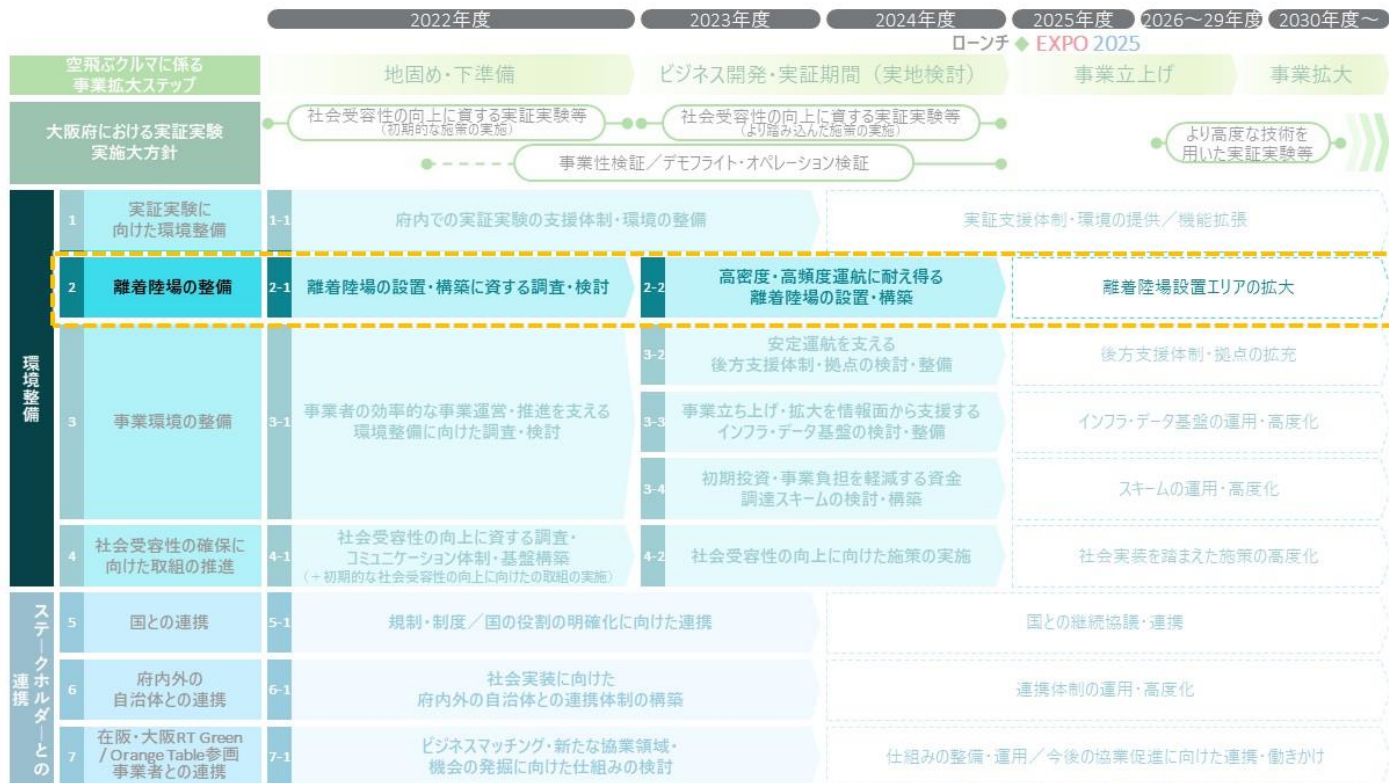 2022年度 2023年度 2024年度 2025年度 2026～29年度 2030年度～
ローンチ◆EXPO 2025
空飛ぶクルマに係る
事業拡大ステップ
地固め・下準備
ビジネス開発・実証期間（実地検討）
事業立上げ
事業拡大
大阪府における実証実験
実施大方針
社会受容性の向上に資する実証実験等
（初期的な施策の実施）
社会受容性の向上に資する実証実験等
（より踏み込んだ施策の実施）
事業性検証／デモフライト・オペレーション検証
より高度な技術を
用いた実証実験等
環境整備
1
実証実験に
向けた環境整備
1-1
府内での実証実験の支援体制・環境の整備
実証支援体制・環境の提供／機能拡張
2
離着陸場の整備
2-1
離着陸場の設置・構築に資する調査・検討
2-2
高密度・高頻度運航に耐え得る
離着陸場の設置・構築
離着陸場設置エリアの拡大
3
事業環境の整備
3-1
事業者の効率的な事業運営・推進を支える
環境整備に向けた調査・検討
3-2
安定運航を支える
後方支援体制・拠点の検討・整備
後方支援体制・拠点の拡充
3-3
事業立ち上げ・拡大を情報面から支援する
インフラ・データ基盤の検討・整備
インフラ・データ基盤の運用・高度化
3-4
初期投資・事業負担を軽減する資金
調達スキームの検討・構築
スキームの運用・高度化
4
社会受容性の確保に
向けた取組の推進
4-1
社会受容性の向上に資する調査・
コミュニケーション体制・基盤構築
（＋初期的な社会受容性の向上に向けたの取組の実施）
4-2
社会受容性の向上に向けた施策の実施
社会実装を踏まえた施策の高度化
ステークホルダーとの
連携
5
国との連携
5-1
規制・制度／国の役割の明確化に向けた連携
国との継続協議・連携
6
府内外の
自治体との連携
6-1
社会実装に向けた
府内外の自治体との連携体制の構築
連携体制の運用・高度化
7
在阪・大阪RT Green
/ Orange Table参画
事業者との連携
7-1
ビジネスマッチング・新たな協業領域・
機会の発掘に向けた仕組みの検討
仕組みの整備・運用／今後の協業促進に向けた連携・働きかけ